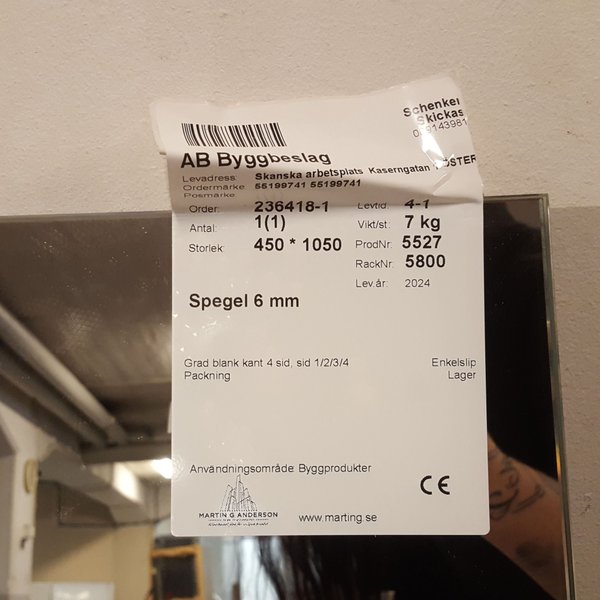 Schenker
Skickas
AB Byggbeslag
Levadress: Skanska arbetsplats Kaserngatan
Ordermärke: 55199741 55199741
Posmärke:
Order: 236418-1 Levtid: 4-1
Antal: 1(1) Vikt/st: 7 kg
Storlek: 450 * 1050 ProdNr: 5527
RackNr: 5800
Lev.år: 2024
Spegel 6 mm
Grad blank kant 4 sid, sid 1/2/3/4 Enkelslip
Packning Lager
Användningsområde: Byggprodukter
CE
MARTIN G ANDERSON
www.marting.se